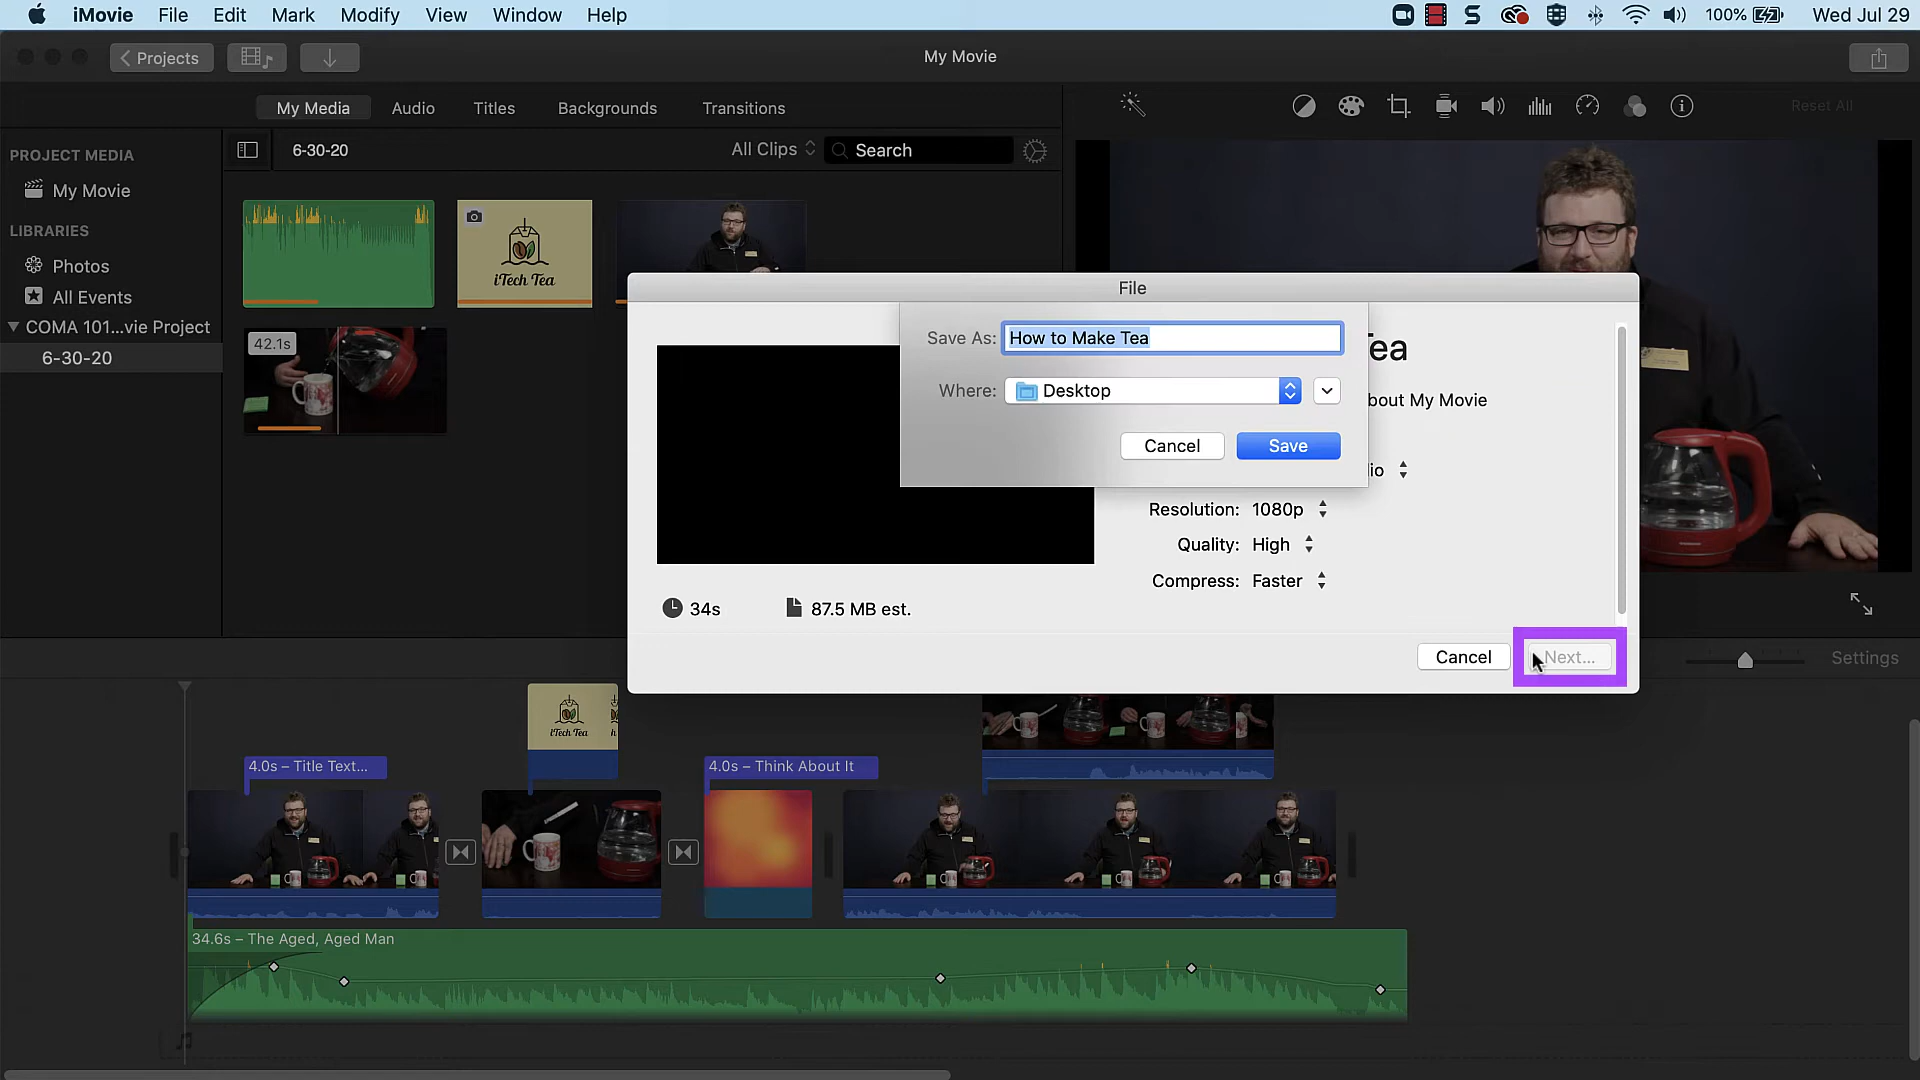 iMovie File Edit Mark Modify View Window Help 100% Wed Jul 29
Projects My Movie
My Media Audio Titles Backgrounds Transitions Reset All
PROJECT MEDIA
My Movie
LIBRARIES
Photos
All Events
COMA 101...vie Project
6-30-20
6-30-20 All Clips Search
iTech Tea
42.1s
File
Save As: How to Make Tea
Where: Desktop
Cancel Save
ea
bout My Movie
io
Resolution: 1080p
Quality: High
Compress: Faster
34s 87.5 MB est.
Cancel Next...
Settings
iTech Tea
4.0s – Title Text...
4.0s – Think About It
34.6s – The Aged, Aged Man